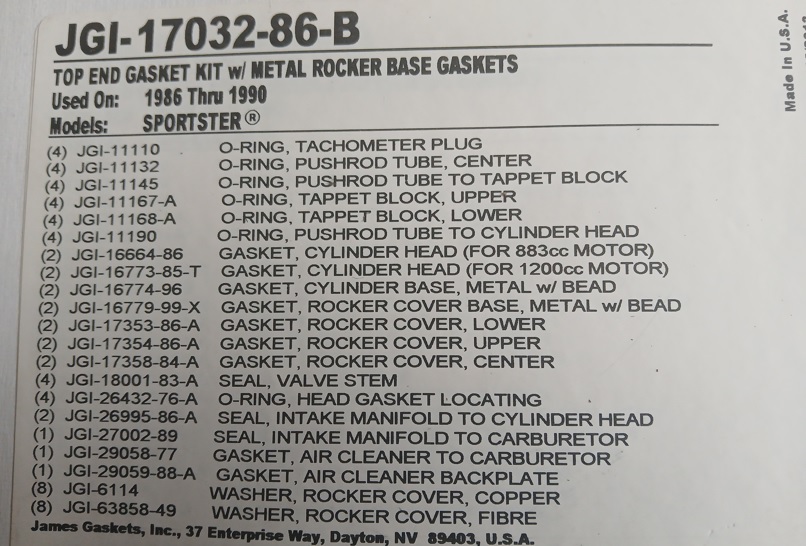 JGI-17032-86-B
TOP END GASKET KIT w/ METAL ROCKER BASE GASKETS
Used On: 1986 Thru 1990
Models: SPORTSTER®
(4) JGI-11110 O-RING, TACHOMETER PLUG
(4) JGI-11132 O-RING, PUSHROD TUBE, CENTER
(4) JGI-11145 O-RING, PUSHROD TUBE TO TAPPET BLOCK
(4) JGI-11167-A O-RING, TAPPET BLOCK, UPPER
(4) JGI-11168-A O-RING, TAPPET BLOCK, LOWER
(4) JGI-11190 O-RING, PUSHROD TUBE TO CYLINDER HEAD
(2) JGI-16664-86 GASKET, CYLINDER HEAD (FOR 883cc MOTOR)
(2) JGI-16773-85-T GASKET, CYLINDER HEAD (FOR 1200cc MOTOR)
(2) JGI-16774-96 GASKET, CYLINDER BASE, METAL w/ BEAD
(2) JGI-16779-99-X GASKET, ROCKER COVER BASE, METAL w/ BEAD
(2) JGI-17353-86-A GASKET, ROCKER COVER, LOWER
(2) JGI-17354-86-A GASKET, ROCKER COVER, UPPER
(2) JGI-17358-84-A GASKET, ROCKER COVER, CENTER
(4) JGI-18001-83-A SEAL, VALVE STEM
(4) JGI-26432-76-A O-RING, HEAD GASKET LOCATING
(2) JGI-26995-86-A SEAL, INTAKE MANIFOLD TO CYLINDER HEAD
(1) JGI-27002-89 SEAL, INTAKE MANIFOLD TO CARBURETOR
(1) JGI-29058-77 GASKET, AIR CLEANER TO CARBURETOR
(1) JGI-29059-88-A GASKET, AIR CLEANER BACKPLATE
(8) JGI-6114 WASHER, ROCKER COVER, COPPER
(8) JGI-63858-49 WASHER, ROCKER COVER, FIBRE
James Gaskets, Inc., 37 Enterprise Way, Dayton, NV 89403, U.S.A.
Made In U.S.A.